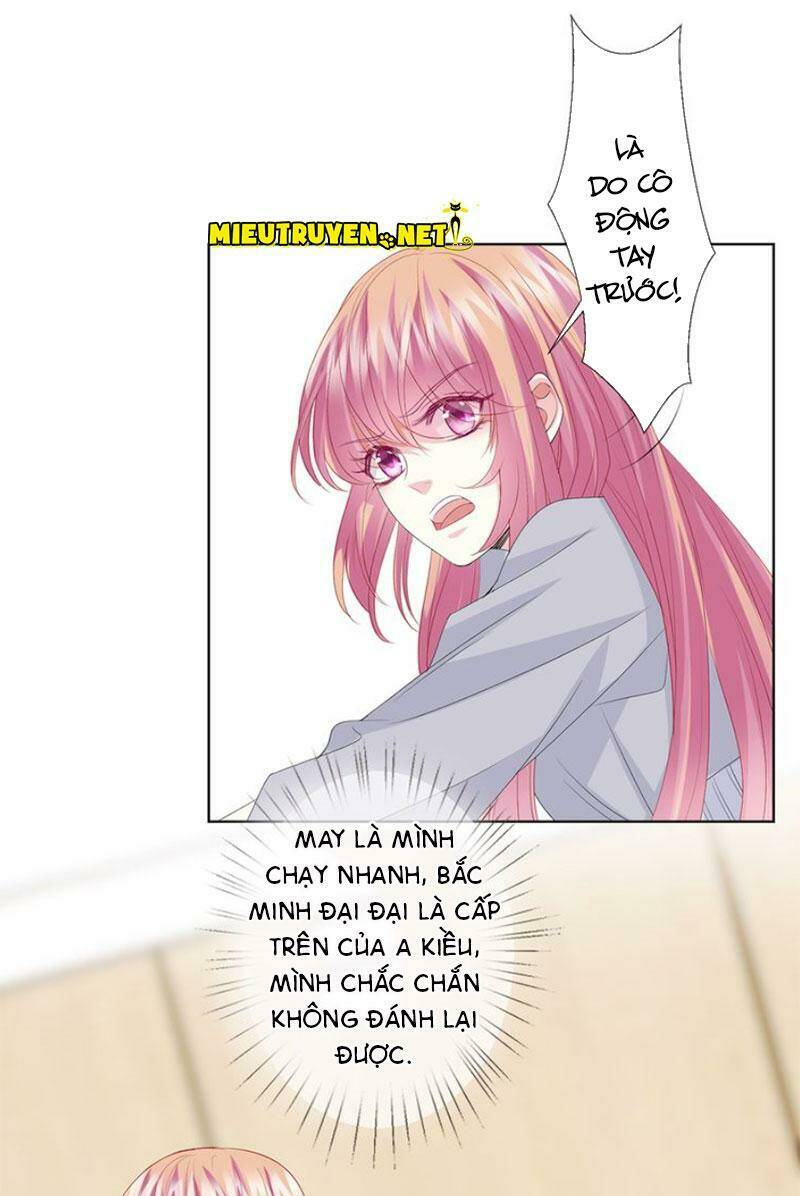 LÀ
DO CÔ
ĐỘNG
TAY
TRƯỚC!
MIEUTRUYEN.NET
MAY LÀ MÌNH
CHẠY NHANH, BẮC
MINH ĐẠI ĐẠI LÀ CẤP
TRÊN CỦA A KIỀU,
MÌNH CHẮC CHẮN
KHÔNG ĐÁNH LẠI
ĐƯỢC.